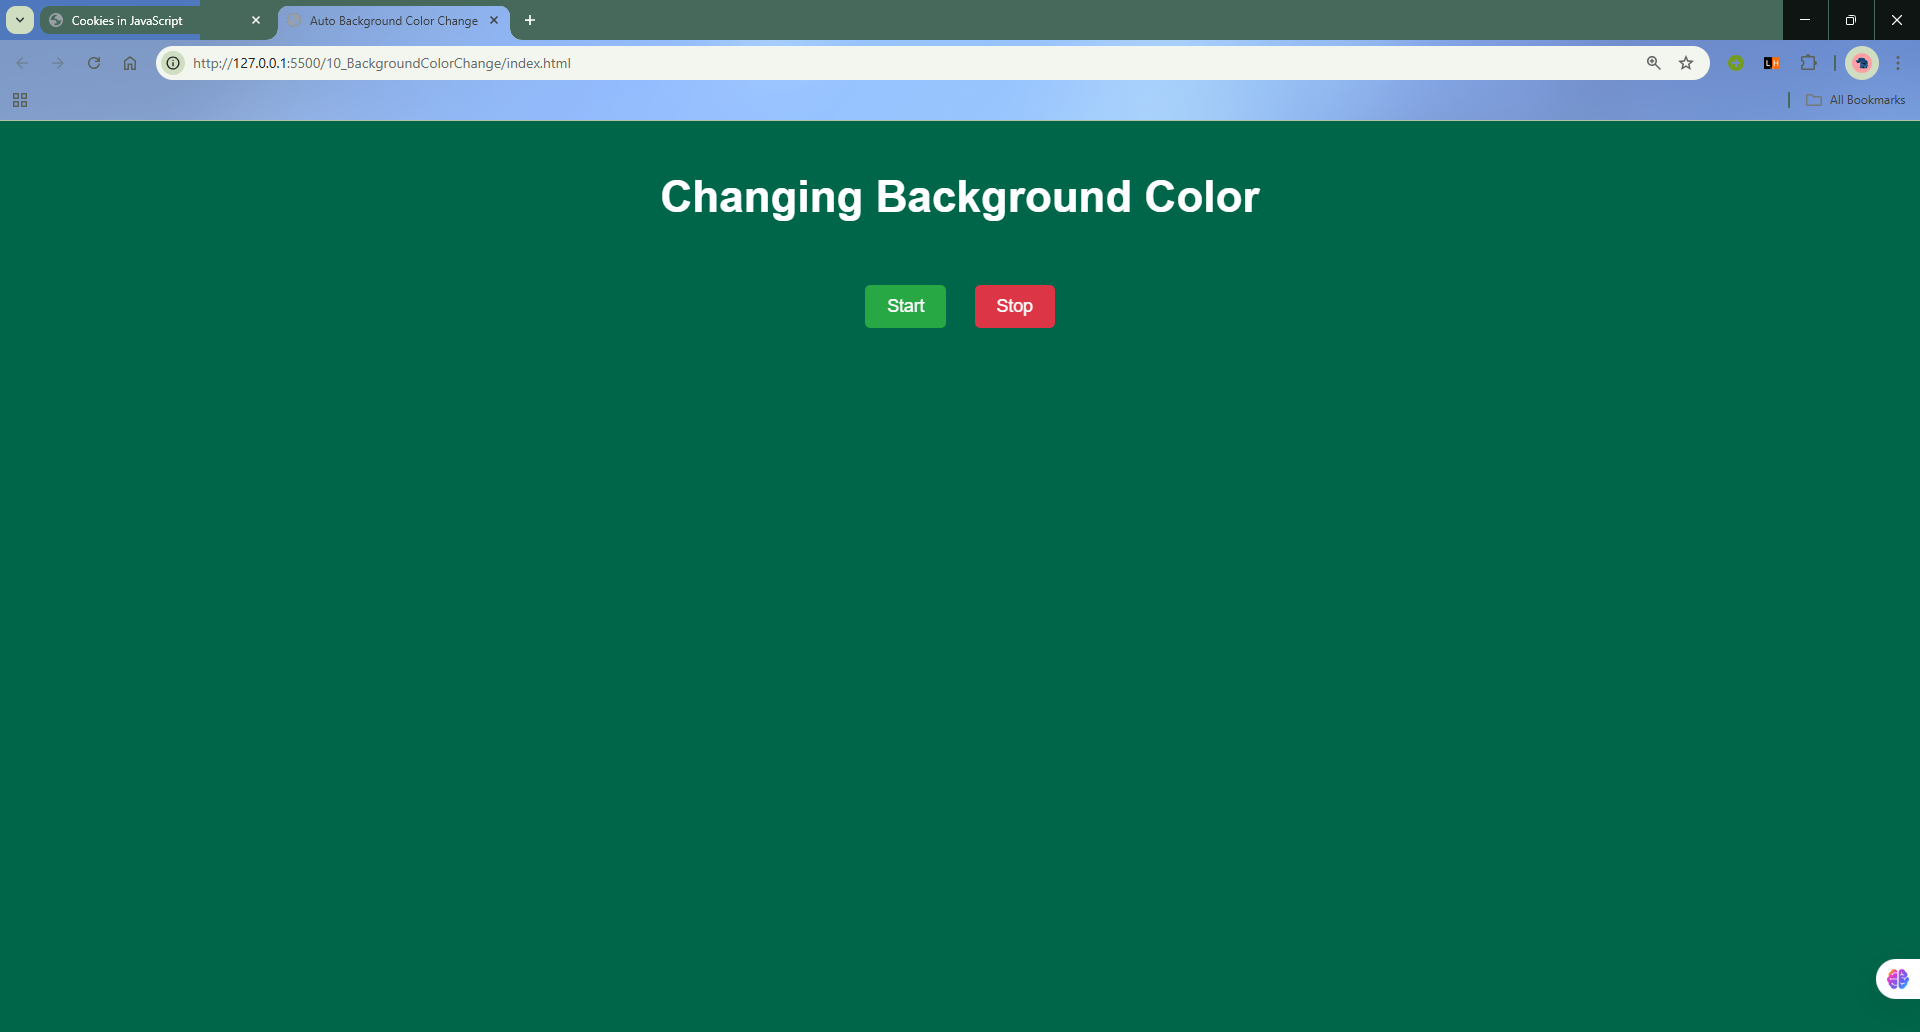 Cookies in JavaScript
Auto Background Color Change
http://127.0.0.1:5500/10_BackgroundColorChange/index.html
LH
All Bookmarks
Changing Background Color
Start
Stop